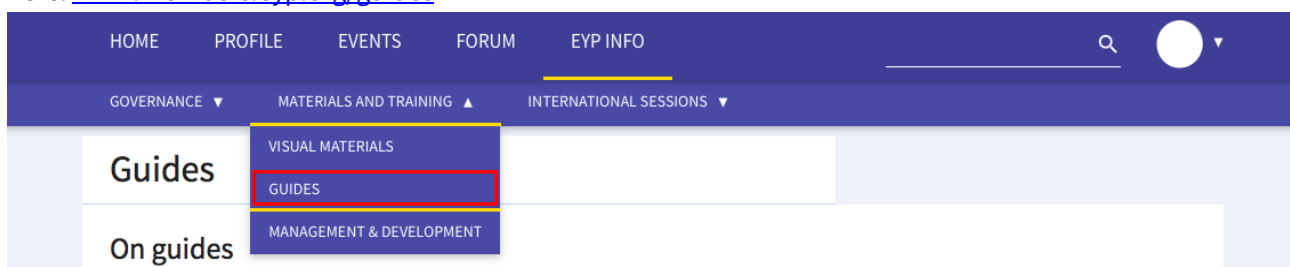 HOME PROFILE EVENTS FORUM EYP INFO
GOVERNANCE ▼ MATERIALS AND TRAINING ▲ INTERNATIONAL SESSIONS ▼
VISUAL MATERIALS
Guides
GUIDES
MANAGEMENT & DEVELOPMENT
On guides